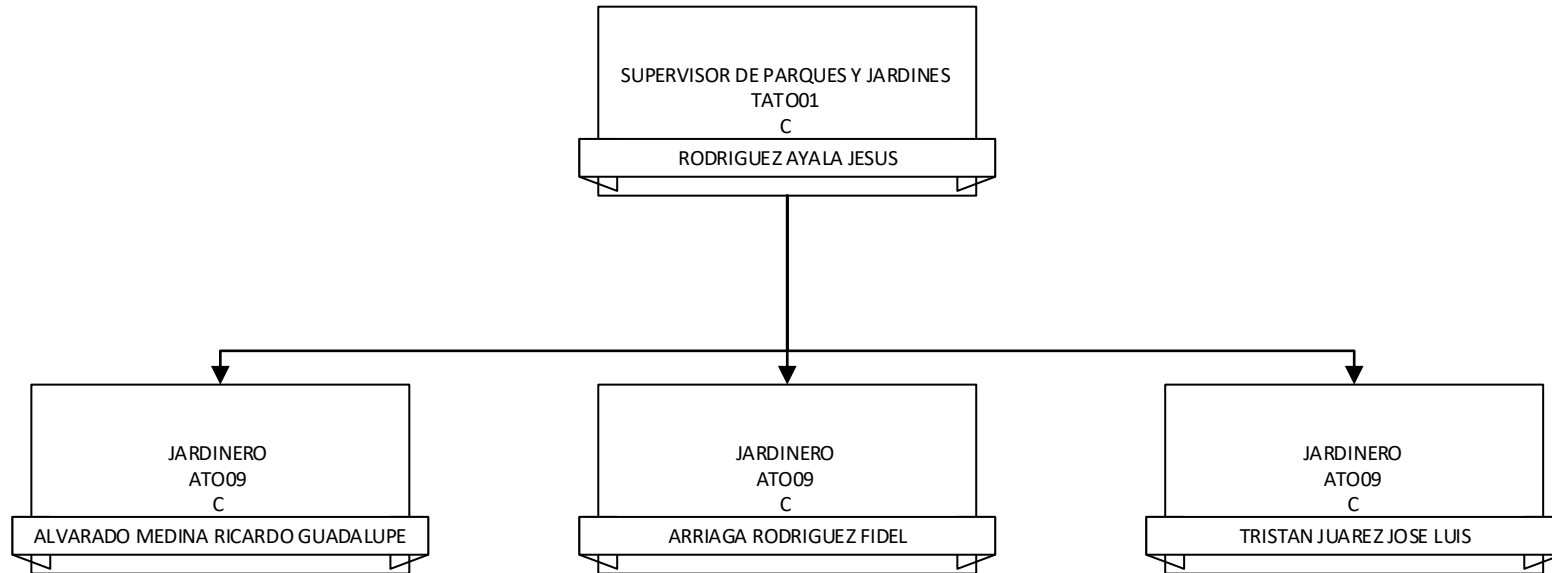 SUPERVISOR DE PARQUES Y JARDINES
TATO01
C
RODRIGUEZ AYALA JESUS
JARDINERO
ATO09
C
ALVARADO MEDINA RICARDO GUADALUPE
JARDINERO
ATO09
C
ARRIAGA RODRIGUEZ FIDEL
JARDINERO
ATO09
C
TRISTAN JUAREZ JOSE LUIS